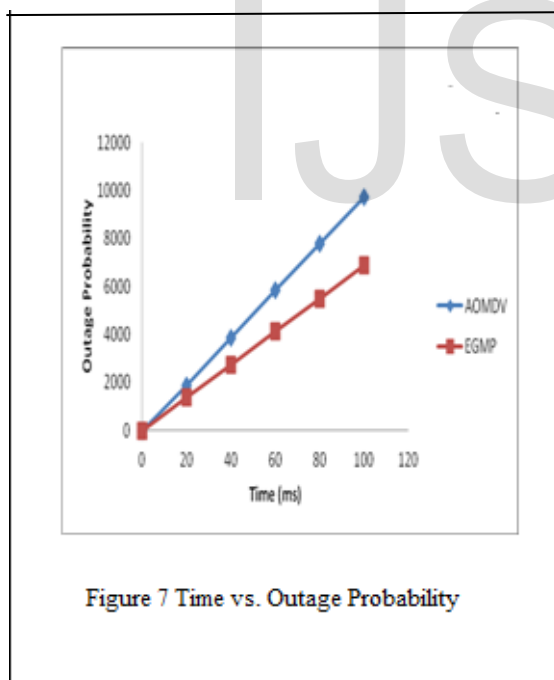 IJS
12000
10000
8000
6000
4000
2000
0
Outage Probability
0 20 40 60 80 100 120
Time (ms)
AOMDV
EGMP
Figure 7 Time vs. Outage Probability